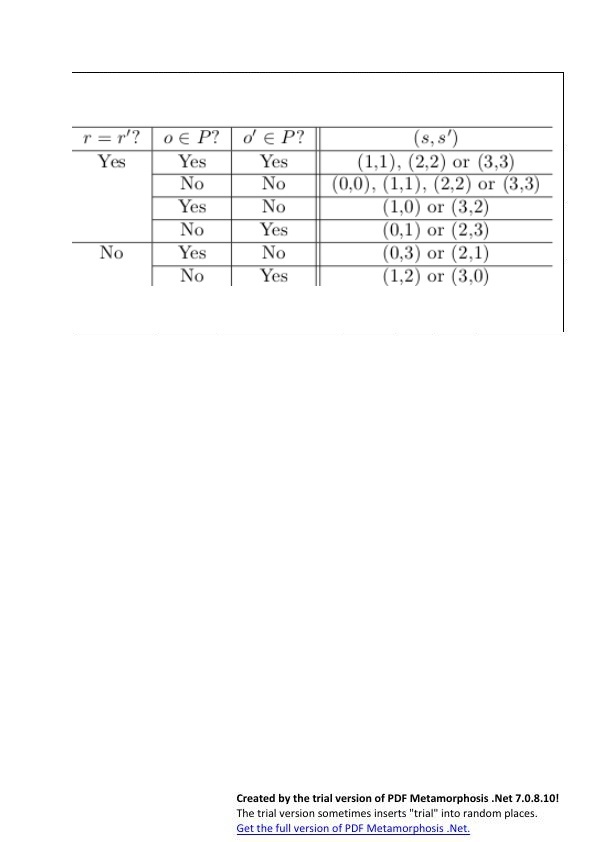 r = r′? o ∈ P? o′ ∈ P? (s, s′)
Yes Yes Yes (1,1), (2,2) or (3,3)
No No (0,0), (1,1), (2,2) or (3,3)
Yes No (1,0) or (3,2)
No Yes (0,1) or (2,3)
No Yes No (0,3) or (2,1)
No Yes (1,2) or (3,0)
Created by the trial version of PDF Metamorphosis .Net 7.0.8.10!
The trial version sometimes inserts "trial" into random places.
Get the full version of PDF Metamorphosis .Net.